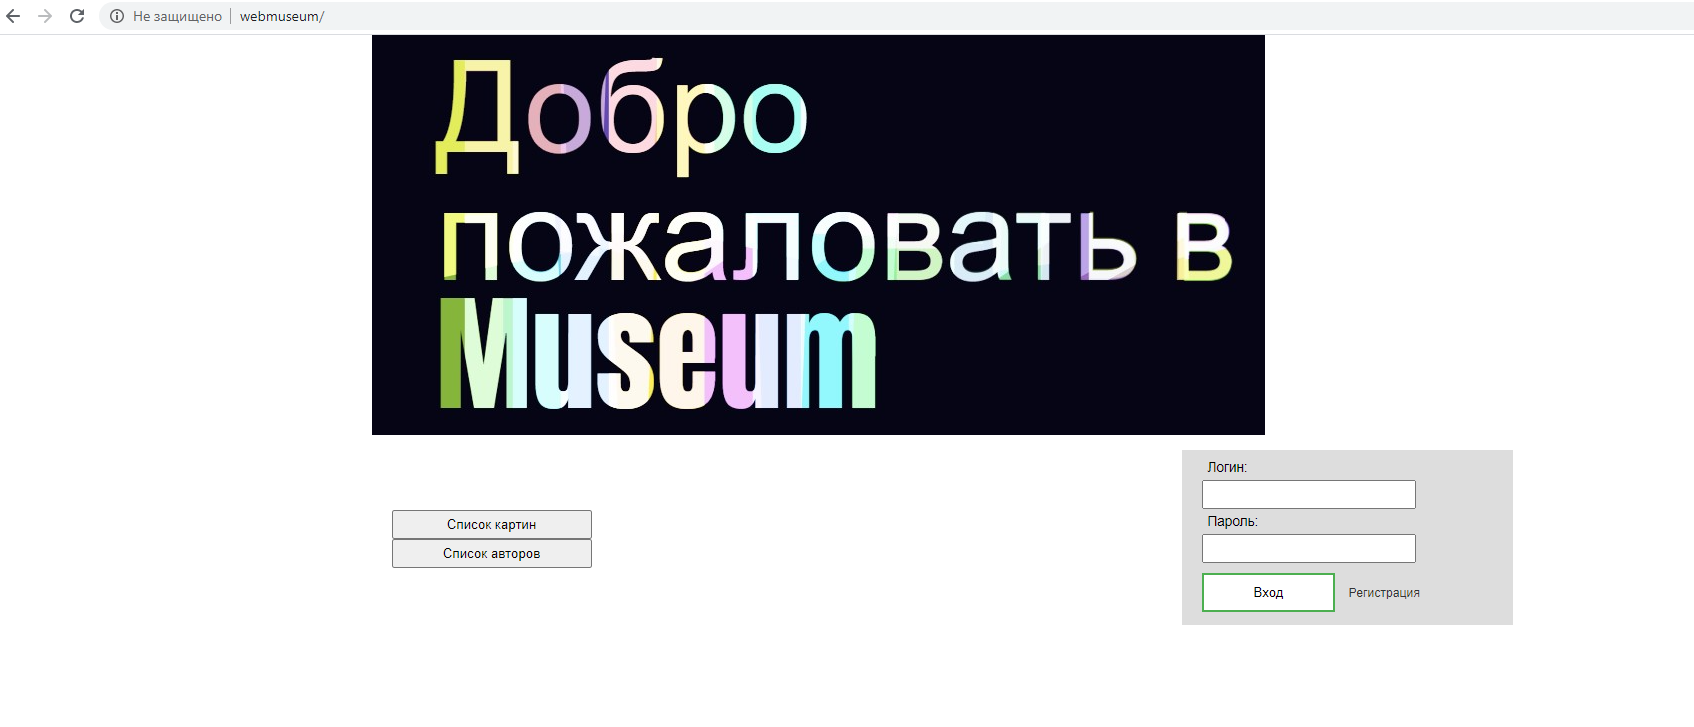 Не защищено | webmuseum/
Добро
пожаловать в
Museum
Логин:
Список картин
Список авторов
Пароль:
Вход
Регистрация